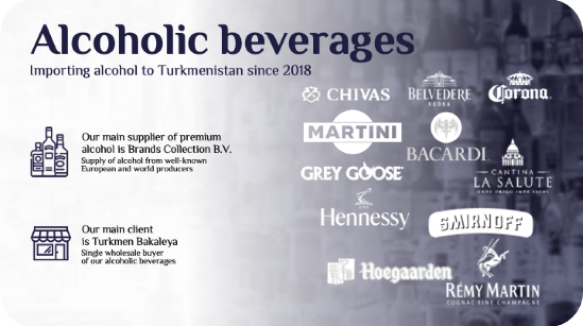 Alcoholic beverages
Importing alcohol to Turkmenistan since 2018
Our main supplier of premium
alcohol is Brands Collection B.V.
Supply of alcohol from well-known
European and world producers
Our main client
is Turkmen Bakaleya
Single wholesale buyer
of our alcoholic beverages
CHIVAS
BELVEDERE
VODKA
Corona
MARTINI
BACARDI
GREY GOOSE
CANTINA
LA SALUTE
Hennessy
SMIRNOFF
Hoegaarden
RÉMY MARTIN
COGNAC FINE CHAMPAGNE